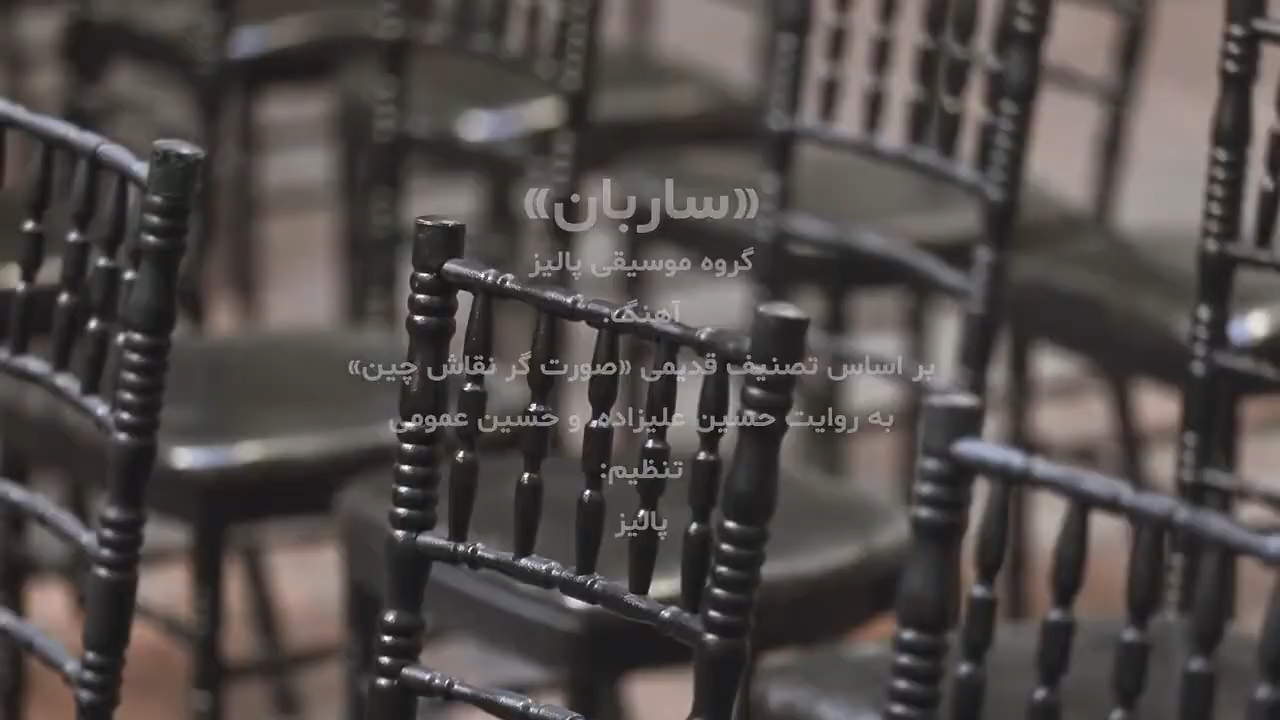 «ساربان»
گروه موسیقی پالیز
آهنگ:
بر اساس تصنیف قدیمی «صورت گر نقاش چین»
به روایت حسین علیزاده و حسین عمومی
تنظیم:
پالیز